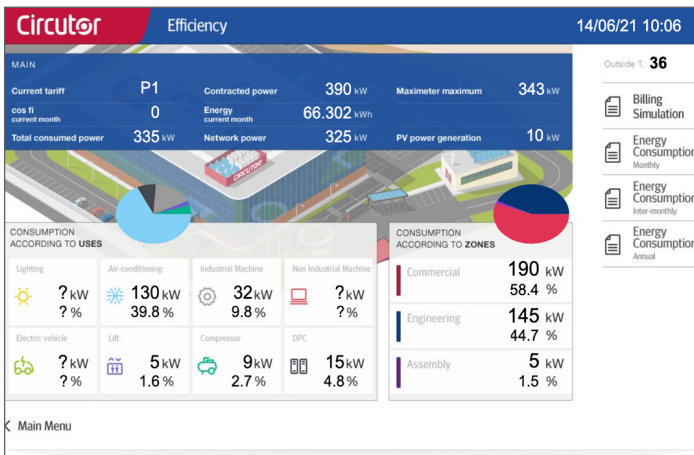 Circutor Efficiency 14/06/21 10:06
MAIN
Current tariff P1 Contracted power 390 kW Maximeter maximum 343 kW
cos fi current month 0 Energy current month 66.302 kWh
Total consumed power 335 kW Network power 325 kW PV power generation 10 kW
Outside T. 36
Billing Simulation
Energy Consumption Monthly
Energy Consumption Inter-monthly
Energy Consumption Annual
CIRCUTOR
CONSUMPTION
ACCORDING TO USES
Lighting
? kW
? %
Air-conditioning
130 kW
39.8 %
Industrial Machine
32 kW
9.8 %
Non Industrial Machine
? kW
? %
Electric vehicle
? kW
? %
Lift
5 kW
1.6 %
Compressor
9 kW
2.7 %
DPC
15 kW
4.8 %
CONSUMPTION
ACCORDING TO ZONES
Commercial 190 kW
58.4 %
Engineering 145 kW
44.7 %
Assembly 5 kW
1.5 %
< Main Menu